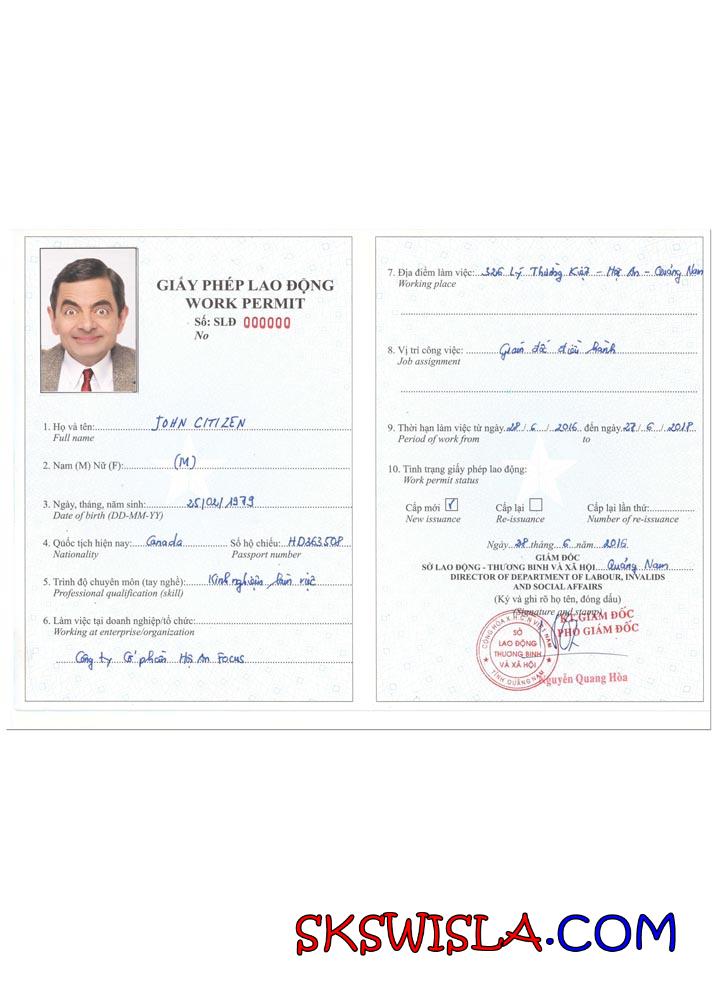 GIẤY PHÉP LAO ĐỘNG
WORK PERMIT
Số: SLĐ 000000
No
1. Họ và tên: JOHN CITIZEN
Full name
2. Nam (M) Nữ (F): (M)
3. Ngày, tháng, năm sinh: 25/02/1979
Date of birth (DD-MM-YY)
4. Quốc tịch hiện nay: Canada Số hộ chiếu: HD363508
Nationality Passport number
5. Trình độ chuyên môn (tay nghề): Kinh nghiệm làm việc
Professional qualification (skill)
6. Làm việc tại doanh nghiệp/tổ chức:
Working at enterprise/organization
Công ty Cổ phần Hội An Focus
7. Địa điểm làm việc: 326 Lý Thường Kiệt - Hội An - Quảng Nam
Working place
8. Vị trí công việc: Giám đốc điều hành
Job assignment
9. Thời hạn làm việc từ ngày 28/6/2016 đến ngày 27/6/2018
Period of work from to
10. Tình trạng giấy phép lao động:
Work permit status
Cấp mới ✓ Cấp lại Cấp lại lần thứ:
New issuance Re-issuance Number of re-issuance
Ngày 28 tháng 6 năm 2016
GIÁM ĐỐC
SỞ LAO ĐỘNG - THƯƠNG BINH VÀ XÃ HỘI Quảng Nam
DIRECTOR OF DEPARTMENT OF LABOUR, INVALIDS
AND SOCIAL AFFAIRS
(Ký và ghi rõ họ tên, đóng dấu)
(Signature and stamp)
KT.GIÁM ĐỐC
PHÓ GIÁM ĐỐC
CỘNG HÒA X.H.C.N VIỆT NAM
SỞ
LAO ĐỘNG
THƯƠNG BINH
VÀ XÃ HỘI
TỈNH QUẢNG NAM
Nguyễn Quang Hòa
SKSWISLA.COM